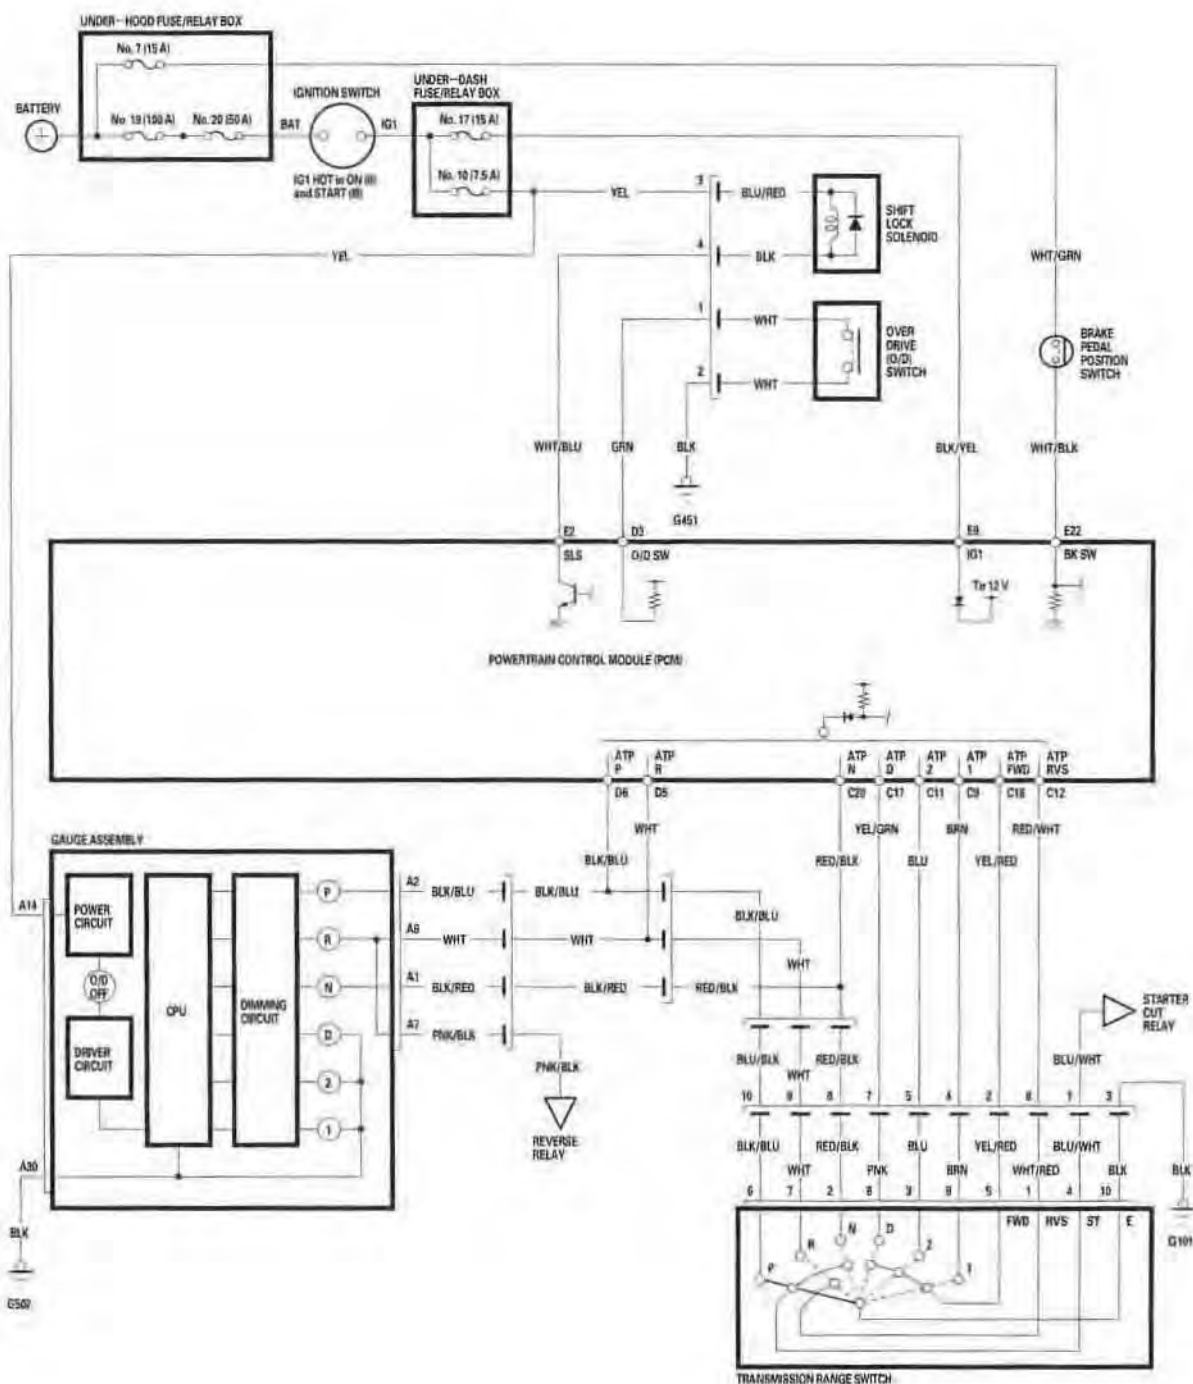 UNDER-HOOD FUSE/RELAY BOX
No. 7 (15 A)
BATTERY
No. 19 (100 A)
No. 20 (50 A)
IGNITION SWITCH
BAT
IG1
IG1 HOT in ON (II)
and START (III)
UNDER-DASH
FUSE/RELAY BOX
No. 17 (15 A)
No. 10 (7.5 A)
YEL
3
BLU/RED
SHIFT
LOCK
SOLENOID
YEL
4
BLK
WHT/GRN
1
WHT
OVER
DRIVE
(O/D)
SWITCH
BRAKE
PEDAL
POSITION
SWITCH
2
WHT
WHT/BLU
GRN
BLK
BLK/YEL
WHT/BLK
G451
E2
D3
E9
E22
SLS
O/D SW
IG1
BK SW
To 12 V
POWERTRAIN CONTROL MODULE (PCM)
ATP
P
ATP
R
ATP
N
ATP
D
ATP
2
ATP
1
ATP
FWD
ATP
RVS
D6
D5
C20
C17
C11
C9
C18
C12
WHT
YEL/GRN
BRN
RED/WHT
BLK/BLU
RED/BLK
BLU
YEL/RED
GAUGE ASSEMBLY
A14
POWER
CIRCUIT
O/D
OFF
DRIVER
CIRCUIT
CPU
DIMMING
CIRCUIT
P
R
N
D
2
1
A2
BLK/BLU
BLK/BLU
BLK/BLU
WHT
WHT
WHT
A1
BLK/RED
BLK/RED
RED/BLK
A7
PNK/BLK
PNK/BLK
REVERSE
RELAY
STARTER
CUT
RELAY
BLU/BLK
WHT
RED/BLK
BLU/WHT
10
9
8
7
5
4
2
6
1
3
BLK/BLU
RED/BLK
BLU
YEL/RED
BLU/WHT
WHT
PNK
BRN
WHT/RED
BLK
BLK
6
7
2
8
3
9
5
1
4
10
FWD
RVS
ST
E
G101
P
R
N
D
2
1
A30
BLK
G502
TRANSMISSION RANGE SWITCH